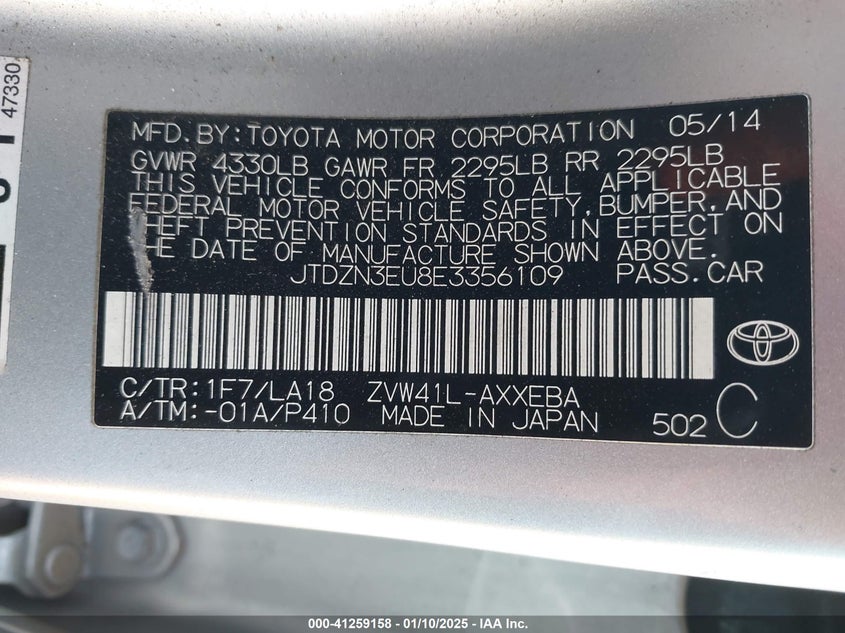 47330
MFD.BY:TOYOTA MOTOR CORPORATION 05/14
GVWR 4330LB GAWR FR 2295LB RR 2295LB
THIS VEHICLE CONFORMS TO ALL APPLICABLE
FEDERAL MOTOR VEHICLE SAFETY,BUMPER,AND
THEFT PREVENTION STANDARDS IN EFFECT ON
THE DATE OF MANUFACTURE SHOWN ABOVE.
JTDZN3EU8E3356109 PASS.CAR
C/TR:1F7/LA18 ZVW41L-AXXEBA
A/TM:-01A/P410 MADE IN JAPAN 502 C
000-41259158 - 01/10/2025 - IAA Inc.